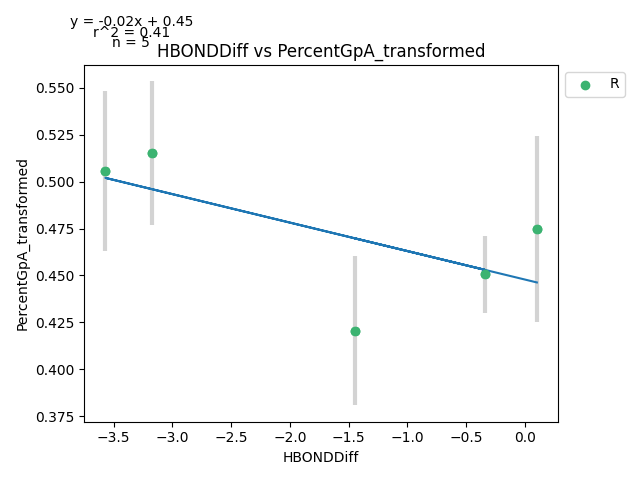 y = -0.02x + 0.45
r^2 = 0.41
n = 5
HBONDDiff vs PercentGpA_transformed
R
PercentGpA_transformed
0.550
0.525
0.500
0.475
0.450
0.425
0.400
0.375
−3.5 −3.0 −2.5 −2.0 −1.5 −1.0 −0.5 0.0
HBONDDiff